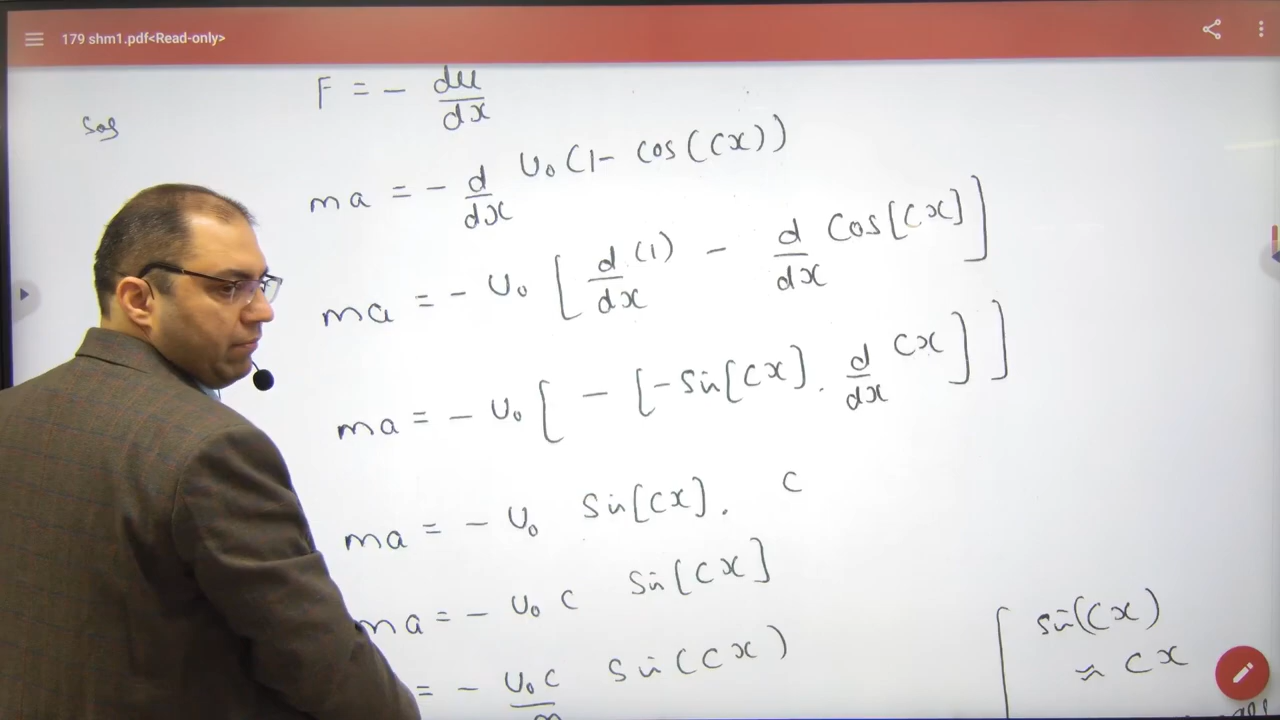 179 shm1.pdf<Read-only>
F = - du/dx
ma = - d/dx U₀(1- cos(cx))
ma = - U₀ [ d/dx (1) - d/dx cos[cx] ]
ma = - U₀ [ - [-sin[cx] . d/dx cx ] ]
ma = - U₀ sin[cx] . c
ma = - U₀ c sin[cx]
= - U₀ c/m sin(cx)
sin(cx)
≈ cx